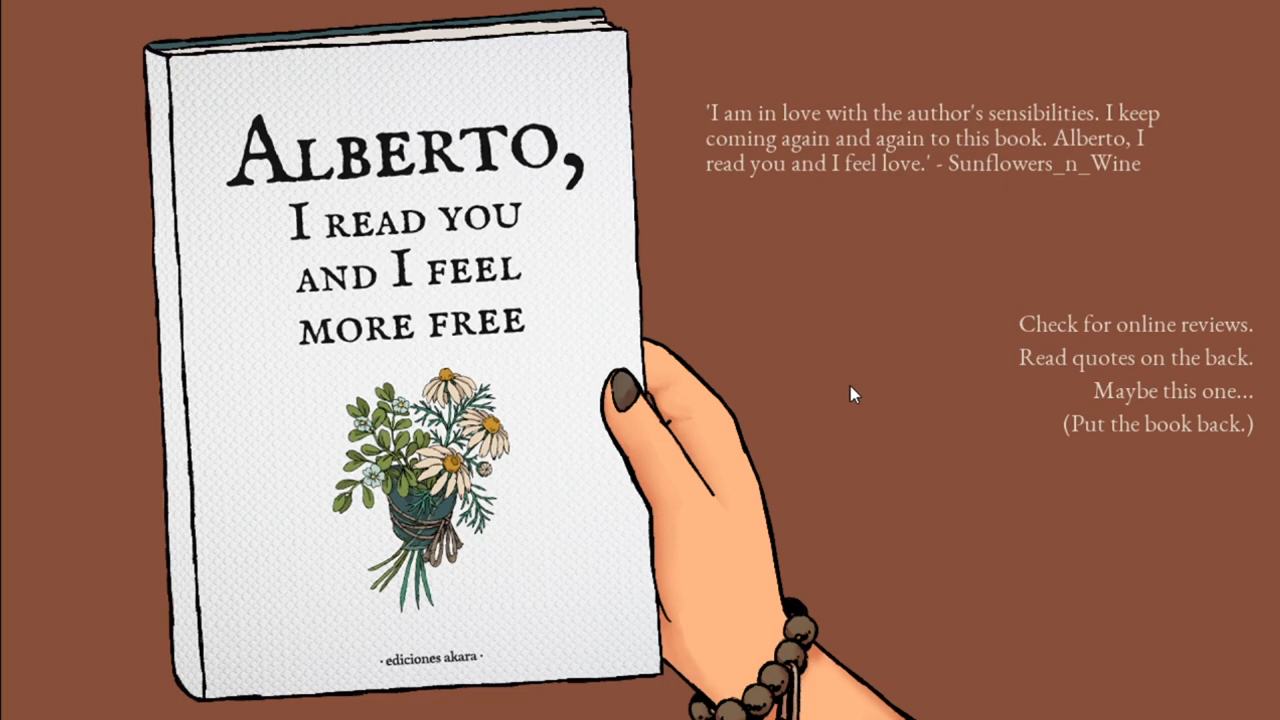 ALBERTO,
I READ YOU
AND I FEEL
MORE FREE
· ediciones akara ·
'I am in love with the author's sensibilities. I keep
coming again and again to this book. Alberto, I
read you and I feel love.' - Sunflowers_n_Wine
Check for online reviews.
Read quotes on the back.
Maybe this one...
(Put the book back.)